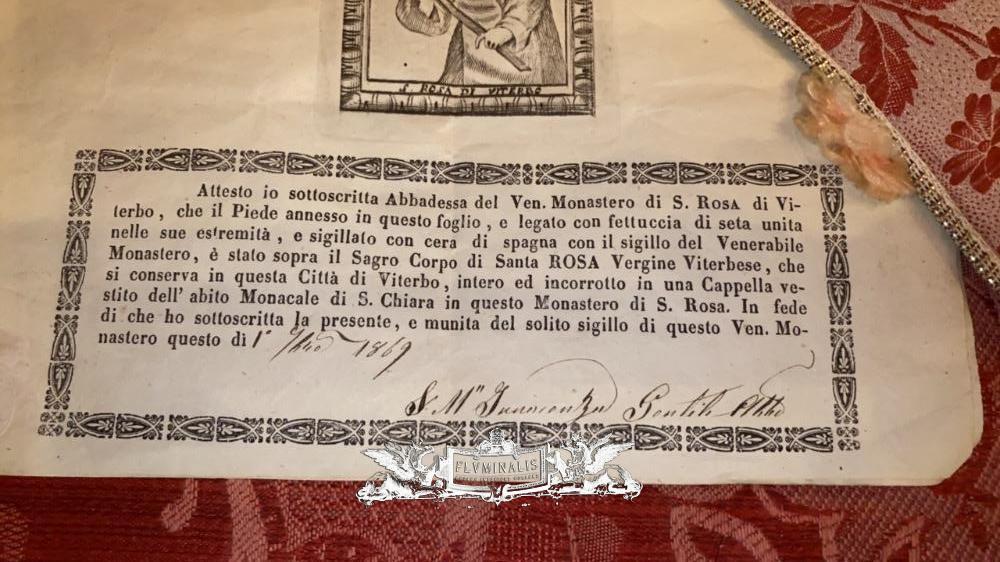 S. ROSA DI VITERBO
Attesto io sottoscritta Abbadessa del Ven. Monastero di S. ROSA di Vi-
terbo, che il Piede annesso in questo foglio, e legato con fettuccia di seta unita
nelle sue estremità, e sigillato con cera di spagna con il sigillo del Venerabile
Monastero, è stato sopra il Sagro Corpo di Santa ROSA Vergine Viterbese, che
si conserva in questa Città di Viterbo, intero ed incorrotto in una Cappella ve-
stito dell' abito Monacale di S. Chiara in questo Monastero di S. Rosa. In fede
di che ho sottoscritta la presente, e munita del solito sigillo di questo Ven. Mo-
nastero questo dì 1° 1869
Gentili
FLVMINALIS